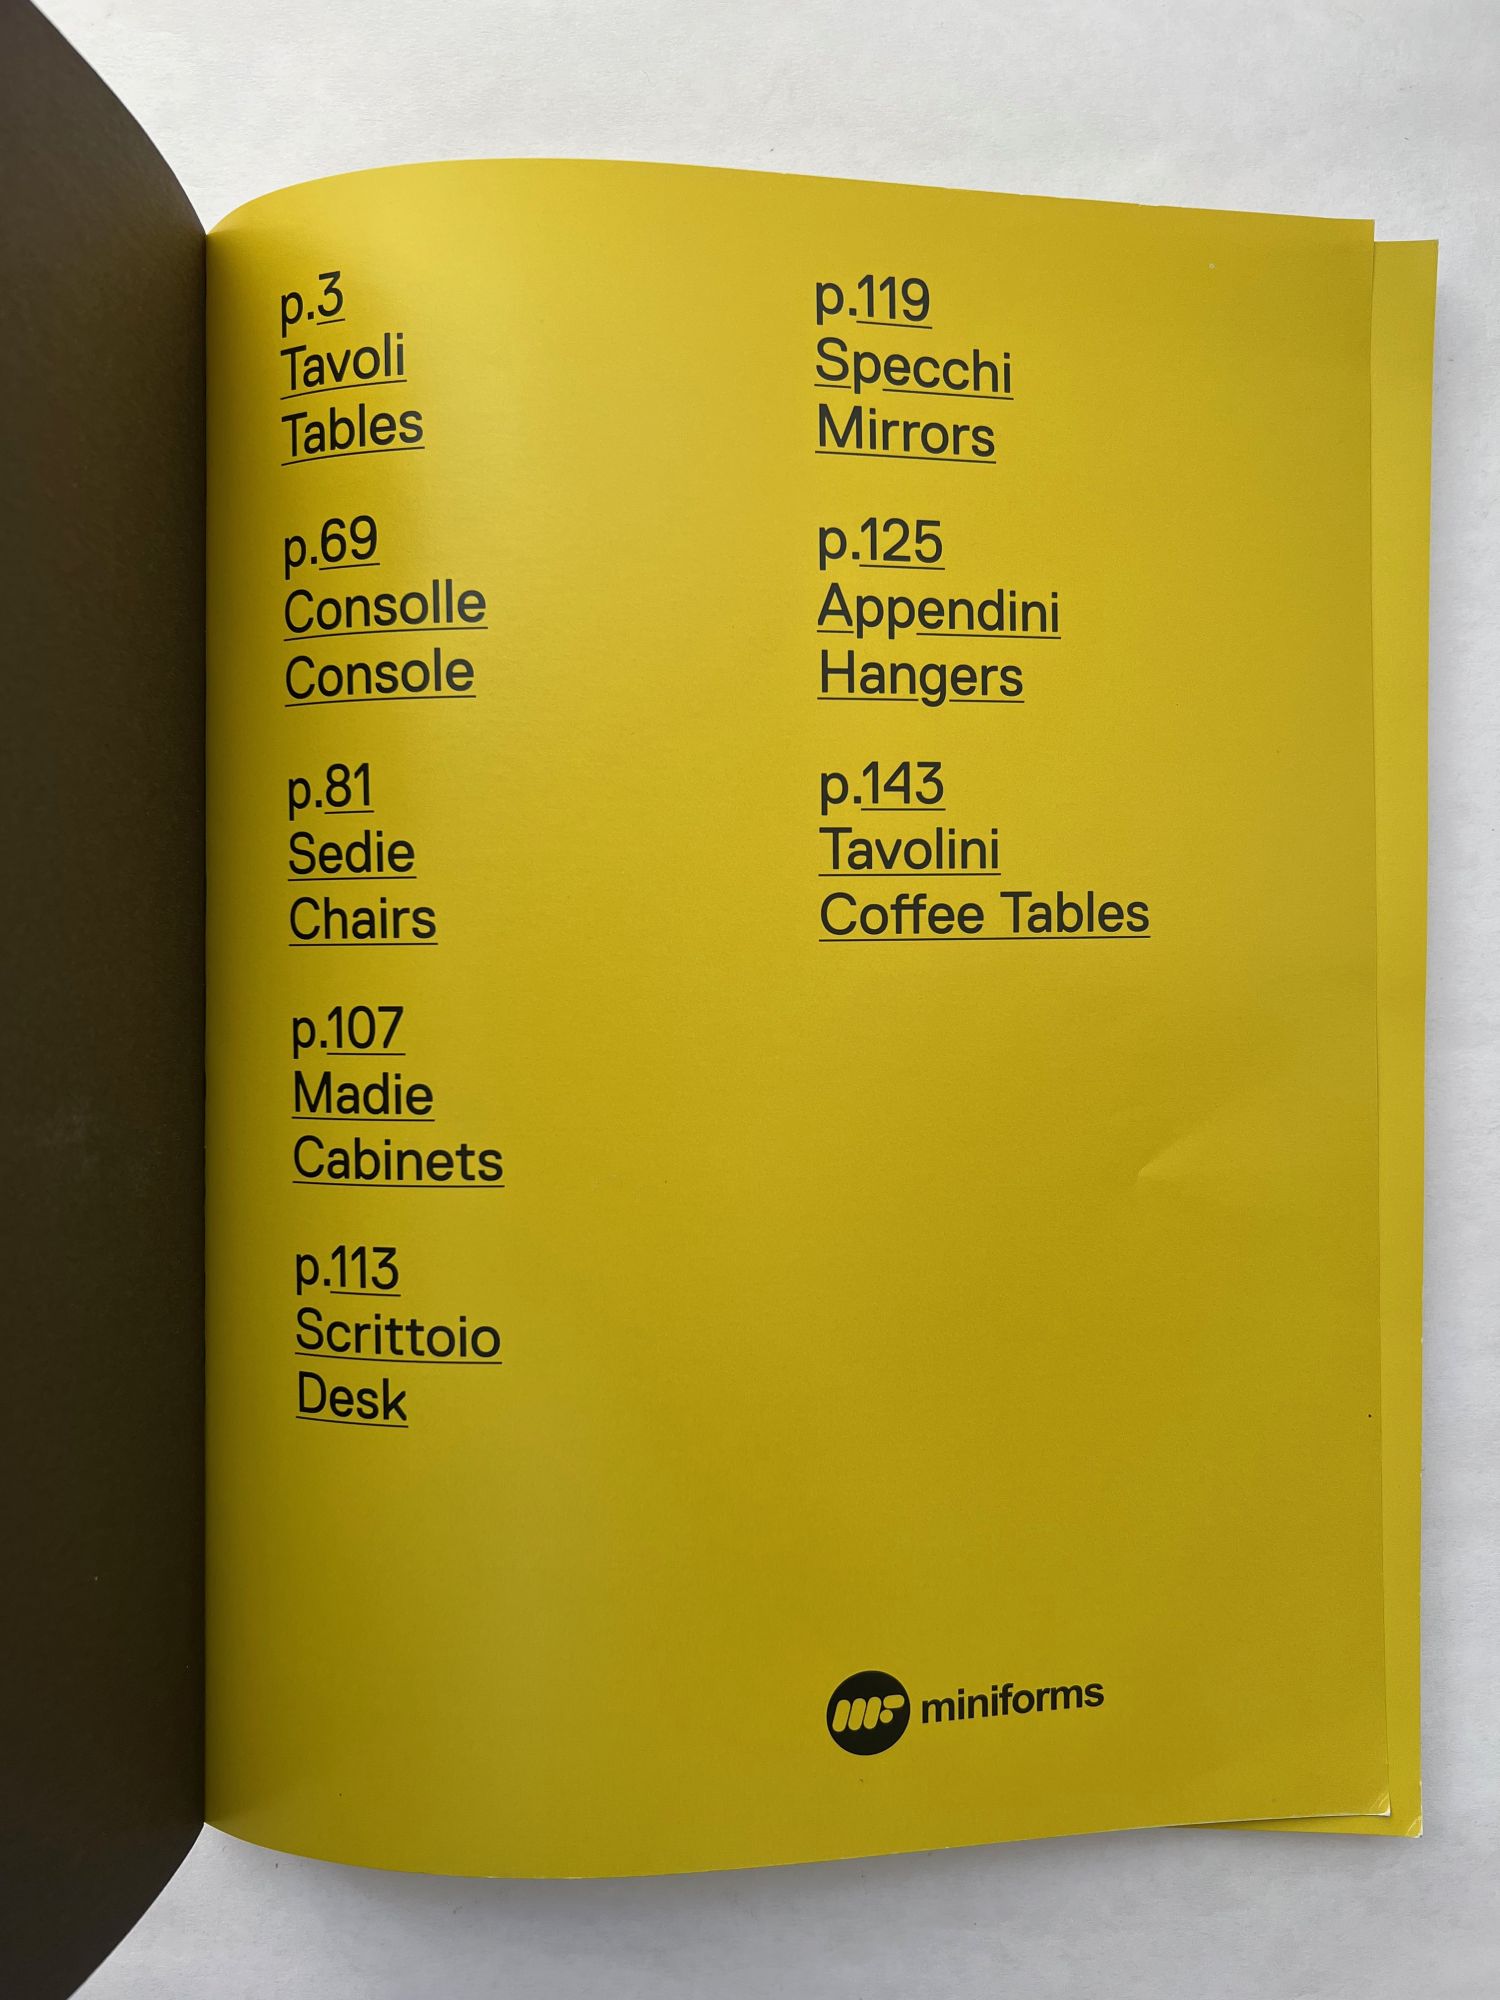 p.3
Tavoli
Tables
p.69
Consolle
Console
p.81
Sedie
Chairs
p.107
Madie
Cabinets
p.113
Scrittoio
Desk
p.119
Specchi
Mirrors
p.125
Appendini
Hangers
p.143
Tavolini
Coffee Tables
miniforms